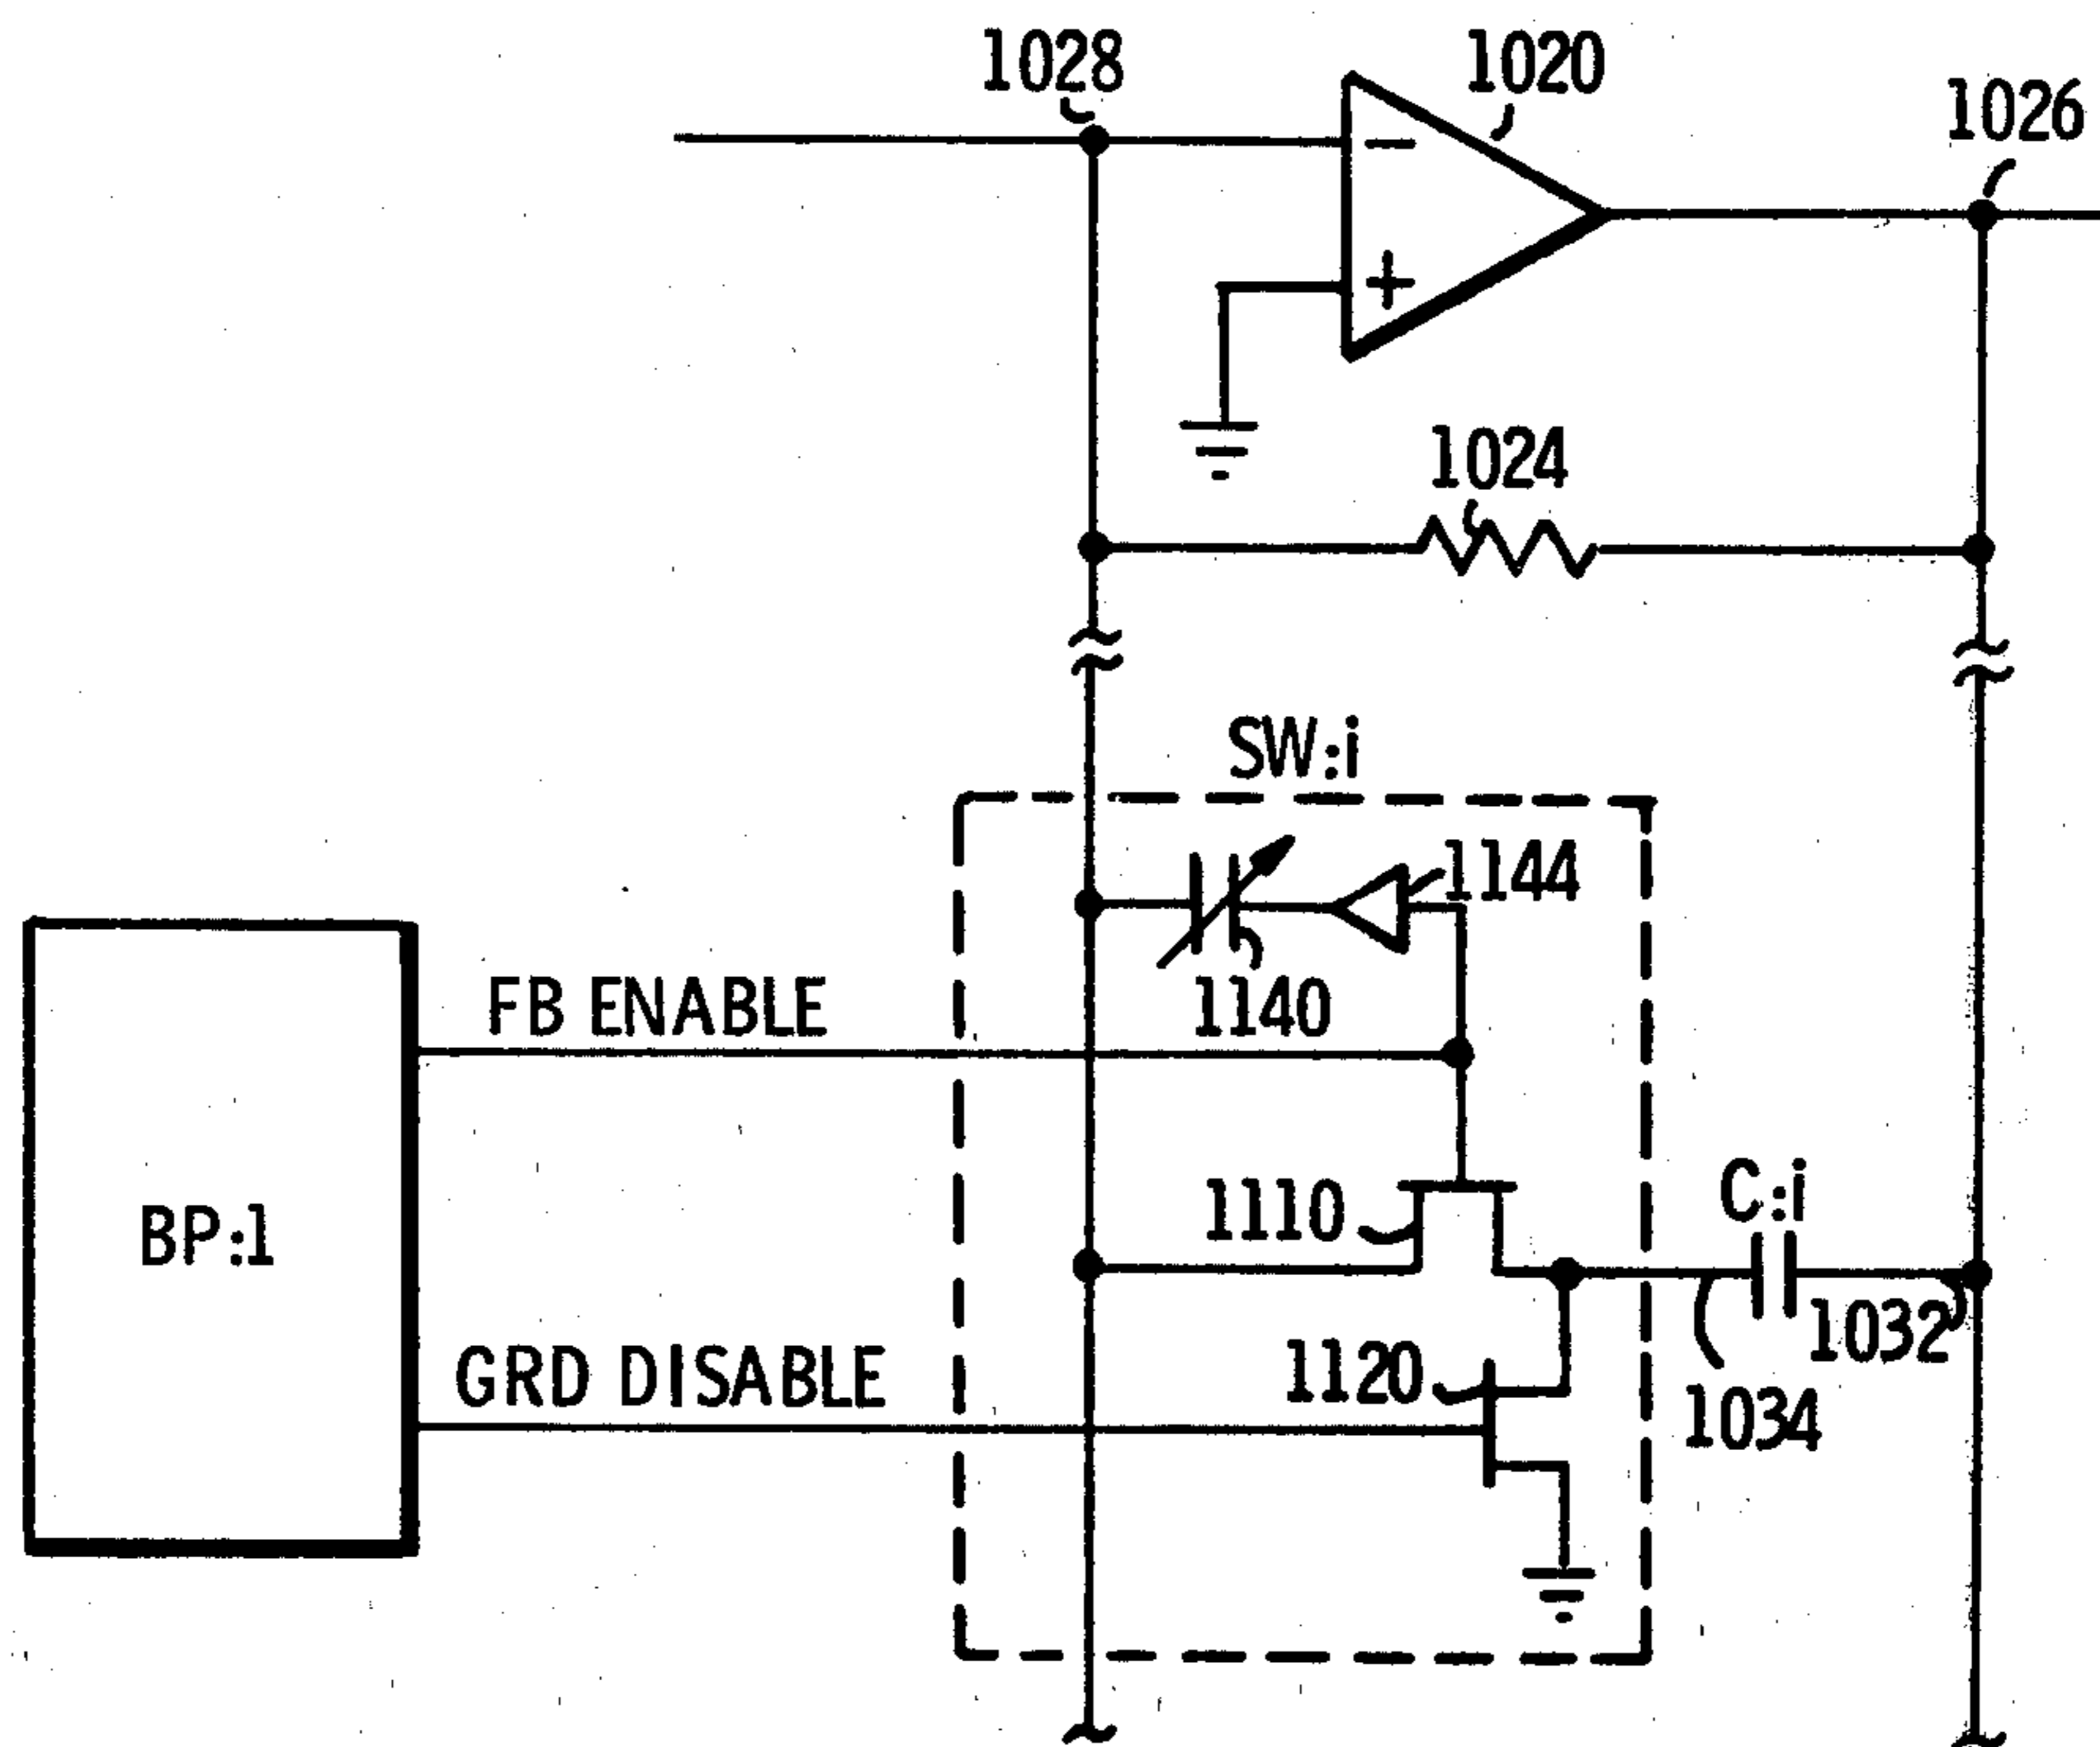 1028
1020
1026
−
+
1024
SW:i
1144
1140
FB ENABLE
1110
C:i
BP:1
1032
1120
GRD DISABLE
1034